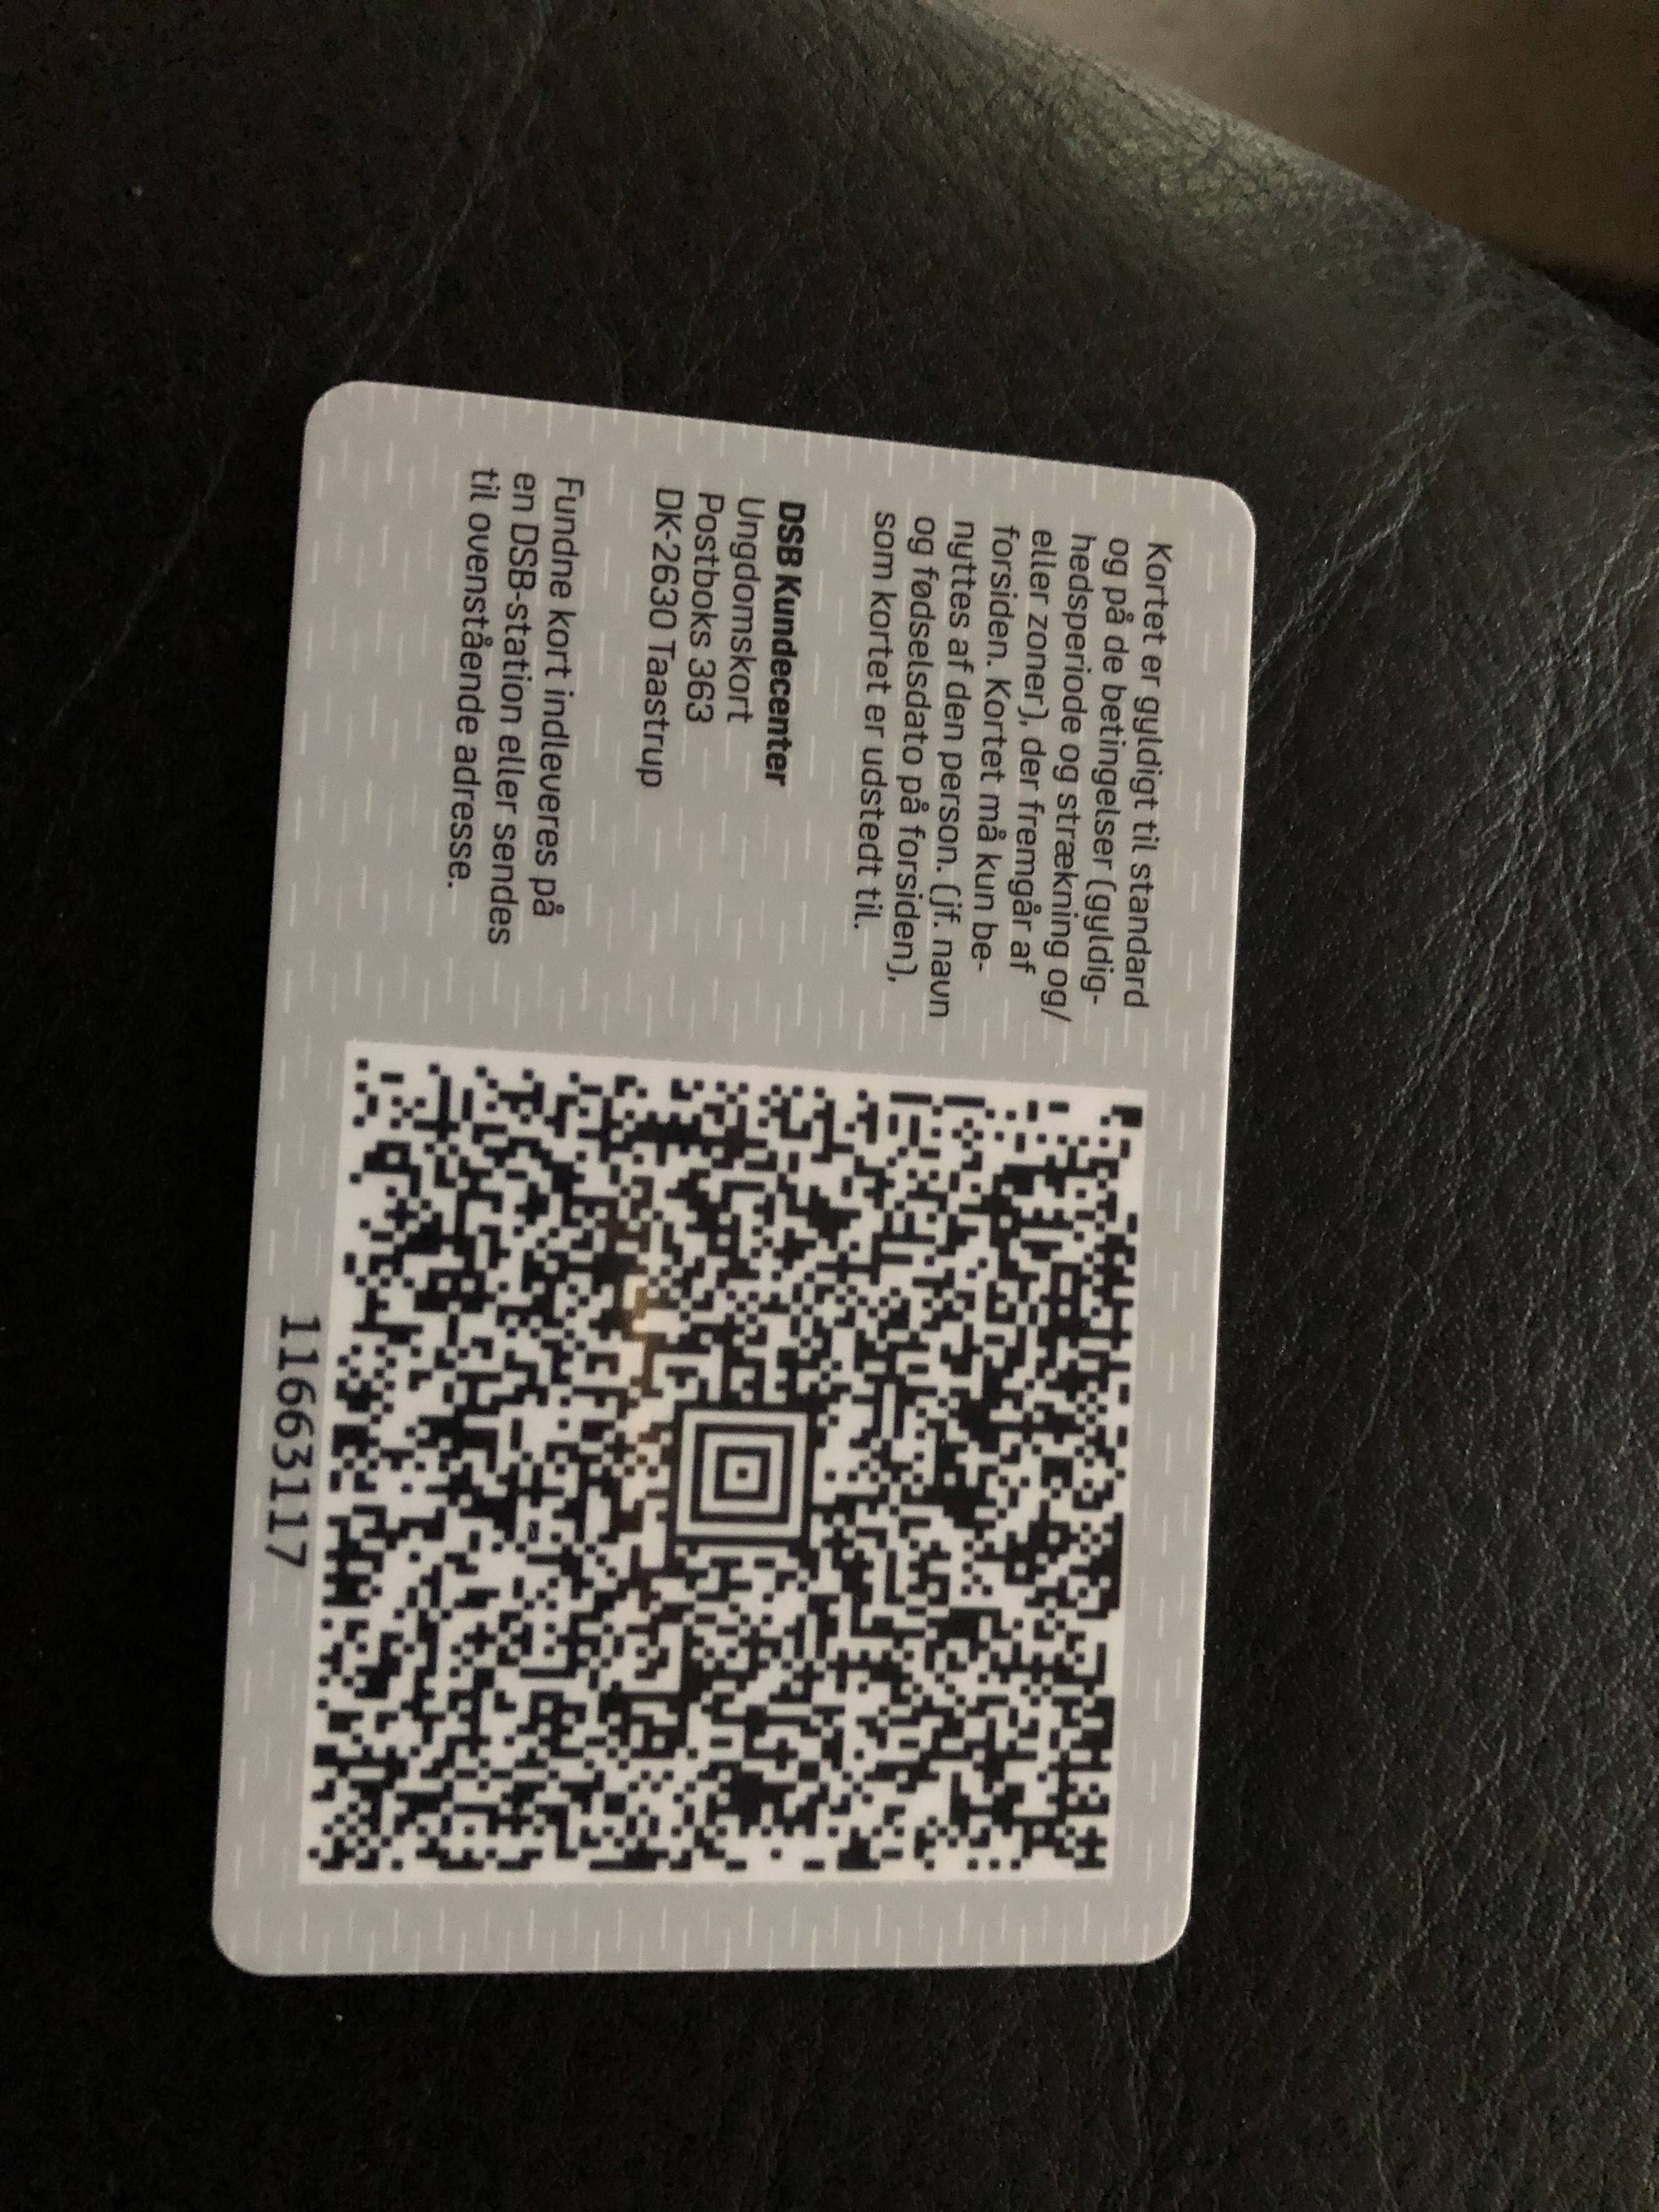 Kortet er gyldigt til standard
og på de betingelser (gyldig-
hedsperiode og strækning og/
eller zoner), der fremgår af
forsiden. Kortet må kun be-
nyttes af den person. (jf. navn
og fødselsdato på forsiden),
som kortet er udstedt til.
DSB Kundecenter
Ungdomskort
Postboks 363
DK-2630 Taastrup
Fundne kort indleveres på
en DSB-station eller sendes
til ovenstående adresse.
11663117